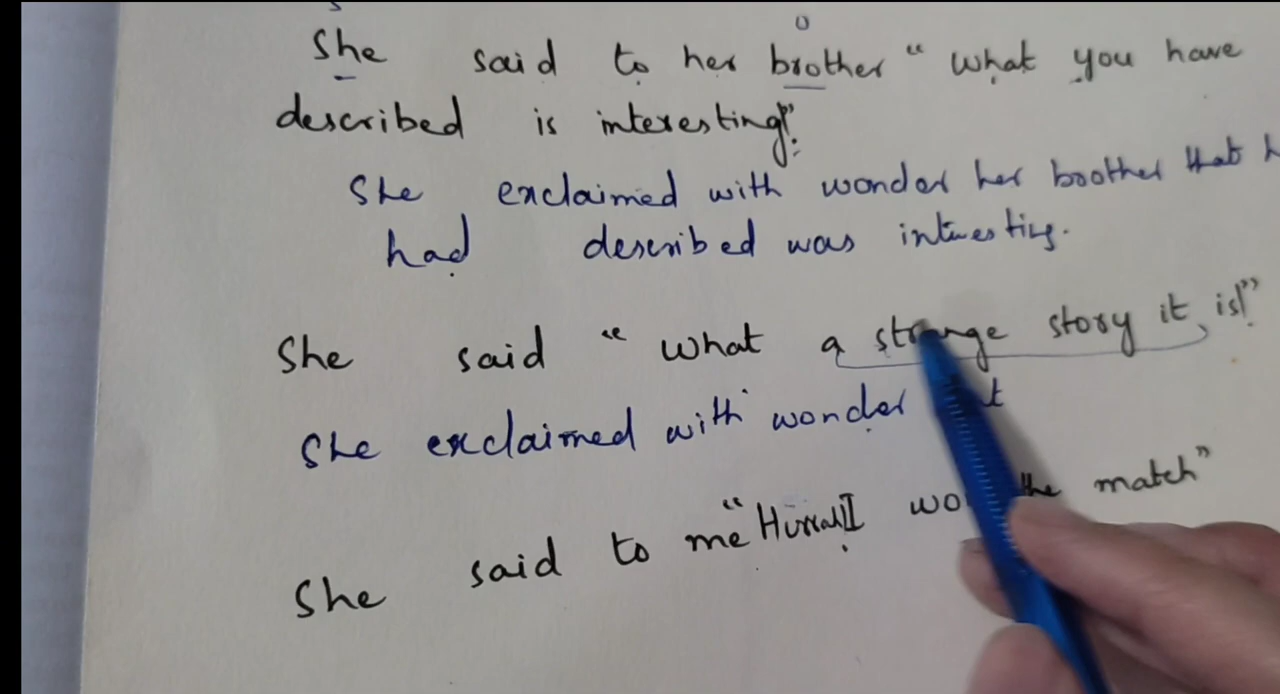 She said to her brother “ what you have
described is interesting!”
She exclaimed with wonder her brother that h
had described was interesting.
She said “ what a strange story it is!”
She exclaimed with wonder
She said to me “ Hurrah! I the match”